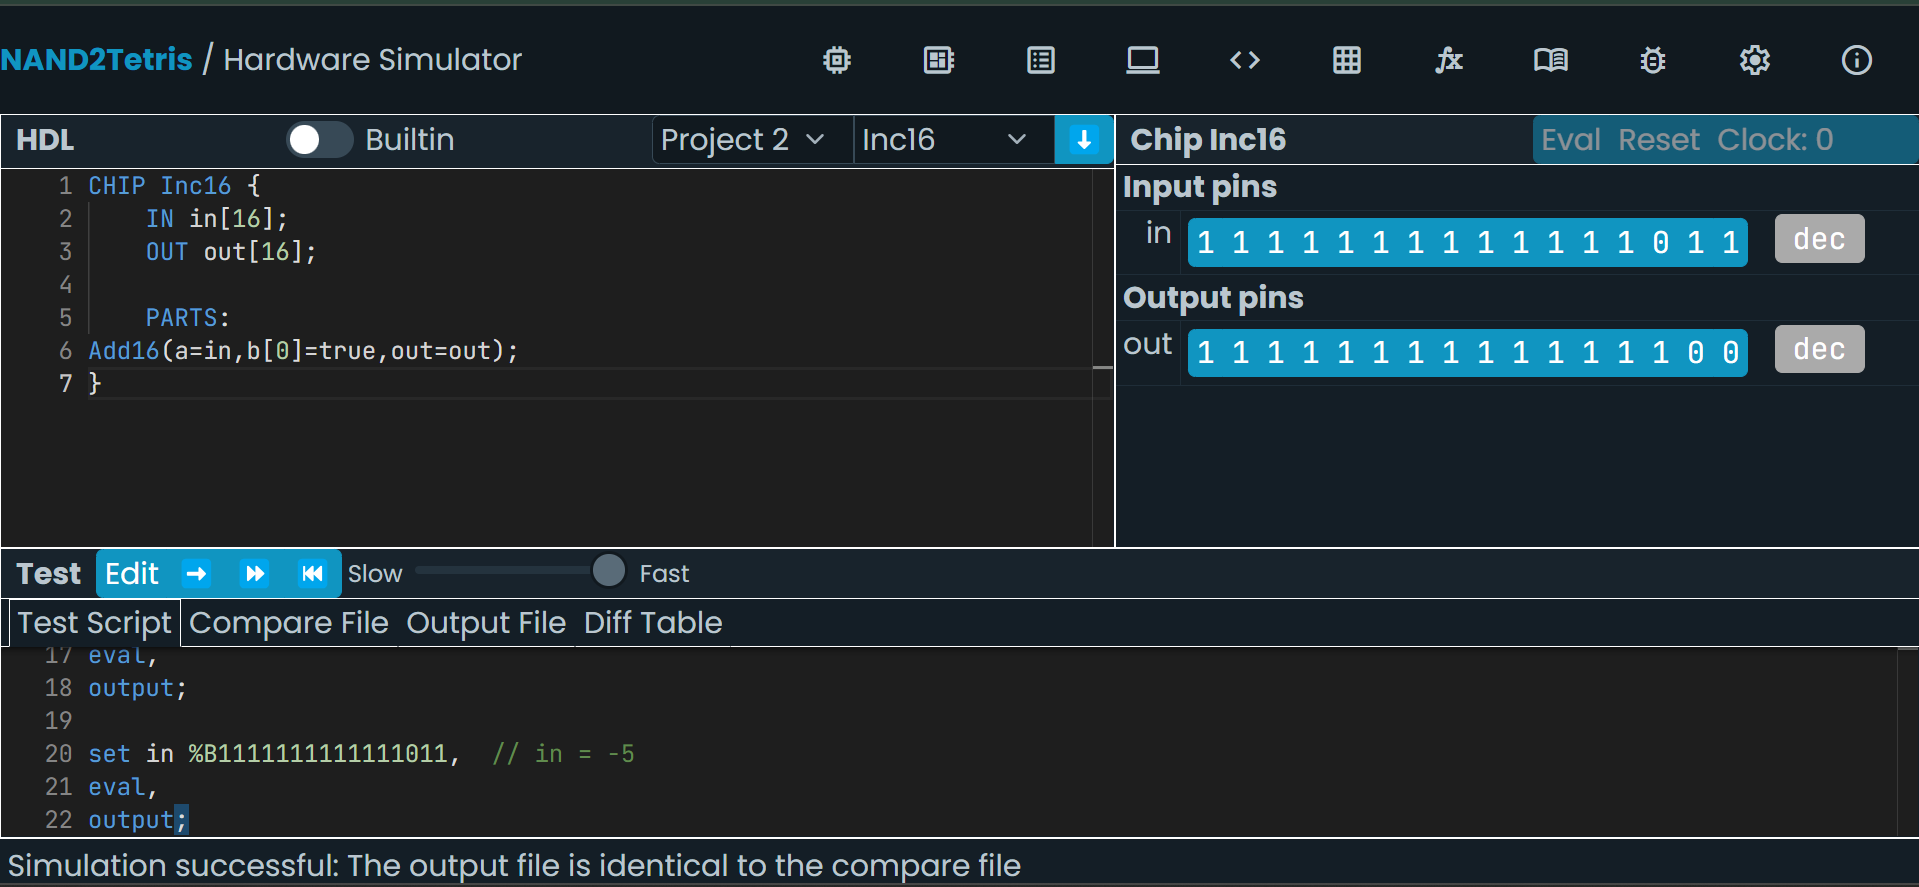 NAND2Tetris / Hardware Simulator
HDL Builtin Project 2 Inc16
1 CHIP Inc16 {
2 IN in[16];
3 OUT out[16];
4
5 PARTS:
6 Add16(a=in,b[0]=true,out=out);
7 }
Chip Inc16 Eval Reset Clock: 0
Input pins
in 1 1 1 1 1 1 1 1 1 1 1 1 1 0 1 1 dec
Output pins
out 1 1 1 1 1 1 1 1 1 1 1 1 1 1 0 0 dec
Test Edit Slow Fast
Test Script Compare File Output File Diff Table
17 eval,
18 output;
19
20 set in %B1111111111111011, // in = -5
21 eval,
22 output;
Simulation successful: The output file is identical to the compare file